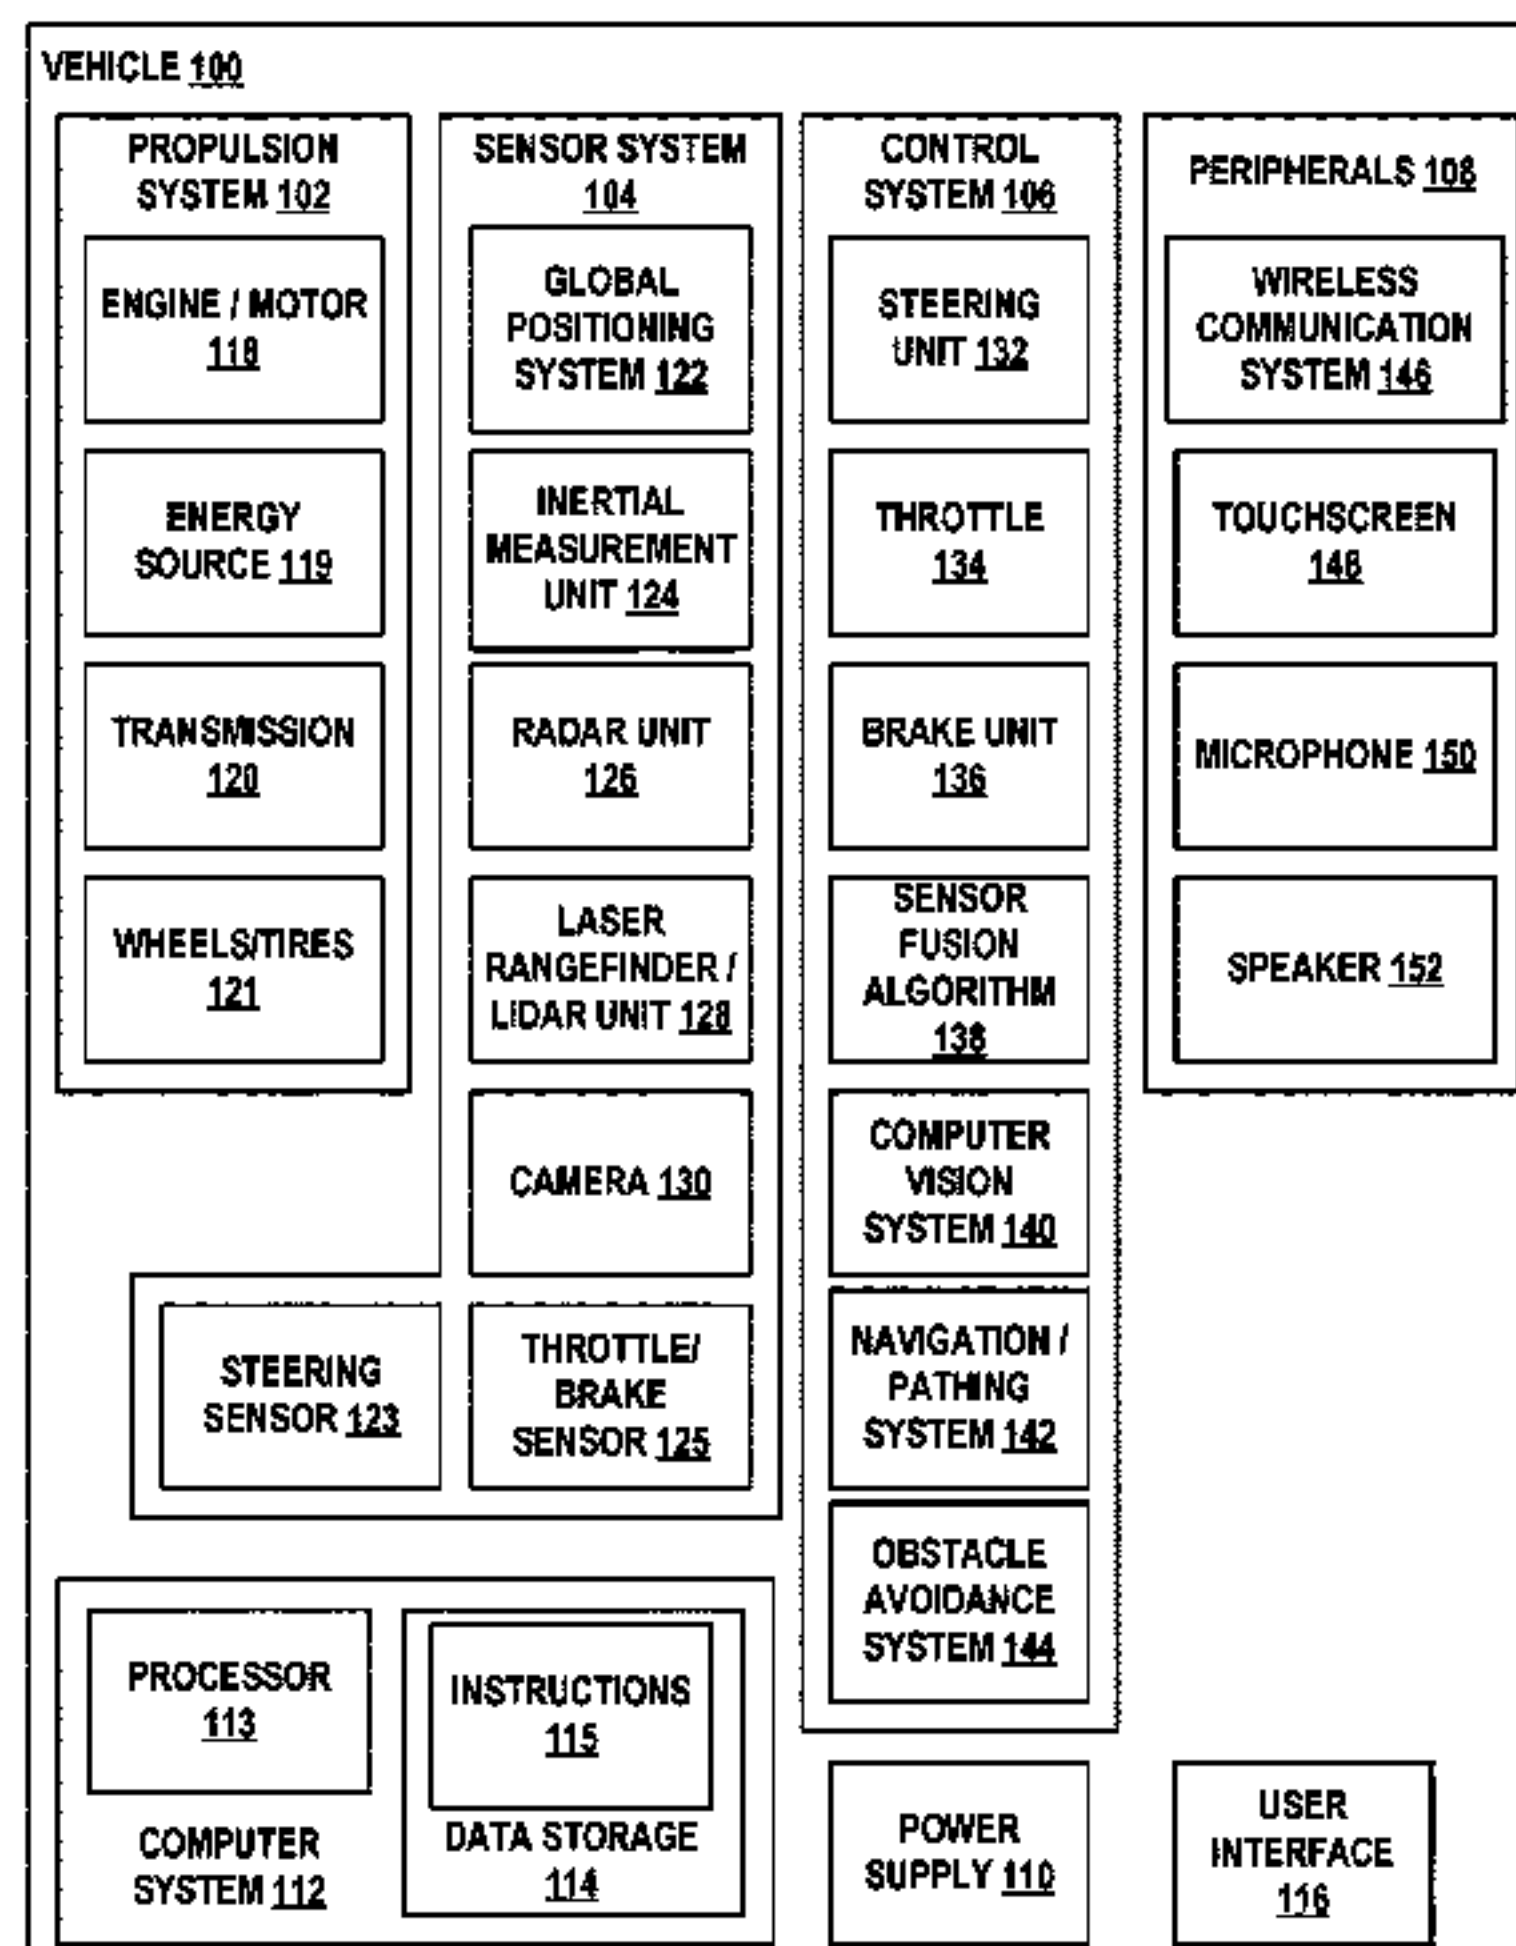 VEHICLE 100
PROPULSION
SYSTEM 102
ENGINE / MOTOR
118
ENERGY
SOURCE 119
TRANSMISSION
120
WHEELS/TIRES
121
SENSOR SYSTEM
104
GLOBAL
POSITIONING
SYSTEM 122
INERTIAL
MEASUREMENT
UNIT 124
RADAR UNIT
126
LASER
RANGEFINDER /
LIDAR UNIT 128
CAMERA 130
STEERING
SENSOR 123
THROTTLE/
BRAKE
SENSOR 125
CONTROL
SYSTEM 106
STEERING
UNIT 132
THROTTLE
134
BRAKE UNIT
136
SENSOR
FUSION
ALGORITHM
138
COMPUTER
VISION
SYSTEM 140
NAVIGATION /
PATHING
SYSTEM 142
OBSTACLE
AVOIDANCE
SYSTEM 144
PERIPHERALS 108
WIRELESS
COMMUNICATION
SYSTEM 146
TOUCHSCREEN
148
MICROPHONE 150
SPEAKER 152
PROCESSOR
113
COMPUTER
SYSTEM 112
INSTRUCTIONS
115
DATA STORAGE
114
POWER
SUPPLY 110
USER
INTERFACE
116